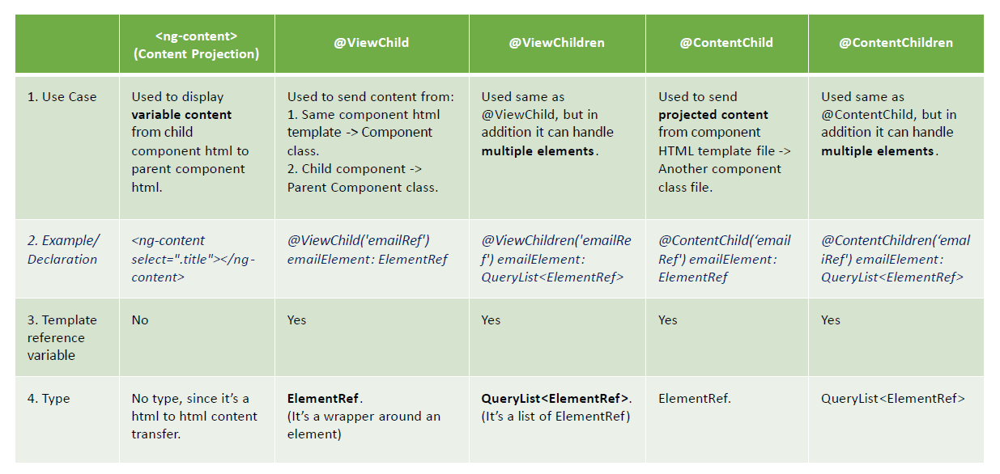 <ng-content>
(Content Projection)
@ViewChild
@ViewChildren
@ContentChild
@ContentChildren
1. Use Case
Used to display
variable content
from child
component html to
parent component
html.
Used to send content from:
1. Same component html
template -> Component
class.
2. Child component ->
Parent Component class.
Used same as
@ViewChild, but in
addition it can handle
multiple elements.
Used to send
projected content
from component
HTML template file ->
Another component
class file.
Used same as
@ContentChild, but in
addition it can handle
multiple elements.
2. Example/
Declaration
<ng-content
select=".title"></ng-
content>
@ViewChild('emailRef')
emailElement: ElementRef
@ViewChildren('emailRe
f') emailElement:
QueryList<ElementRef>
@ContentChild(‘email
Ref') emailElement:
ElementRef
@ContentChildren(‘emal
iRef') emailElement:
QueryList<ElementRef>
3. Template
reference
variable
No
Yes
Yes
Yes
Yes
4. Type
No type, since it’s a
html to html content
transfer.
ElementRef.
(It’s a wrapper around an
element)
QueryList<ElementRef>.
(It’s a list of ElementRef)
ElementRef.
QueryList<ElementRef>